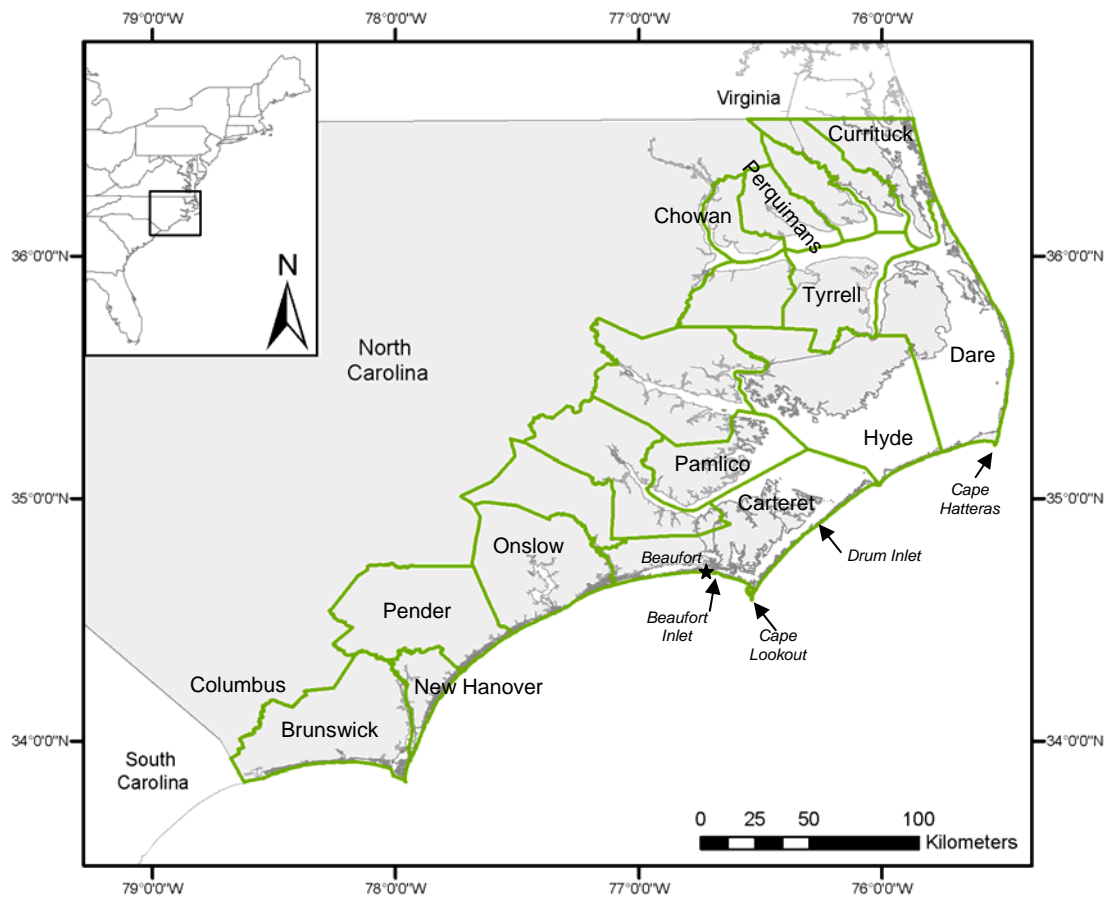 79°0'0"W 78°0'0"W 77°0'0"W 76°0'0"W
Virginia
Currituck
Perquimans
Chowan
N
36°0'0"N
36°0'0"N
Tyrrell
North
Carolina
Dare
Hyde
Pamlico
35°0'0"N
35°0'0"N
Cape
Hatteras
Carteret
Onslow
Beaufort
Drum Inlet
Beaufort
Inlet
Cape
Lookout
Pender
Columbus
New Hanover
Brunswick
34°0'0"N
34°0'0"N
South
Carolina
0 25 50 100
Kilometers
79°0'0"W 78°0'0"W 77°0'0"W 76°0'0"W